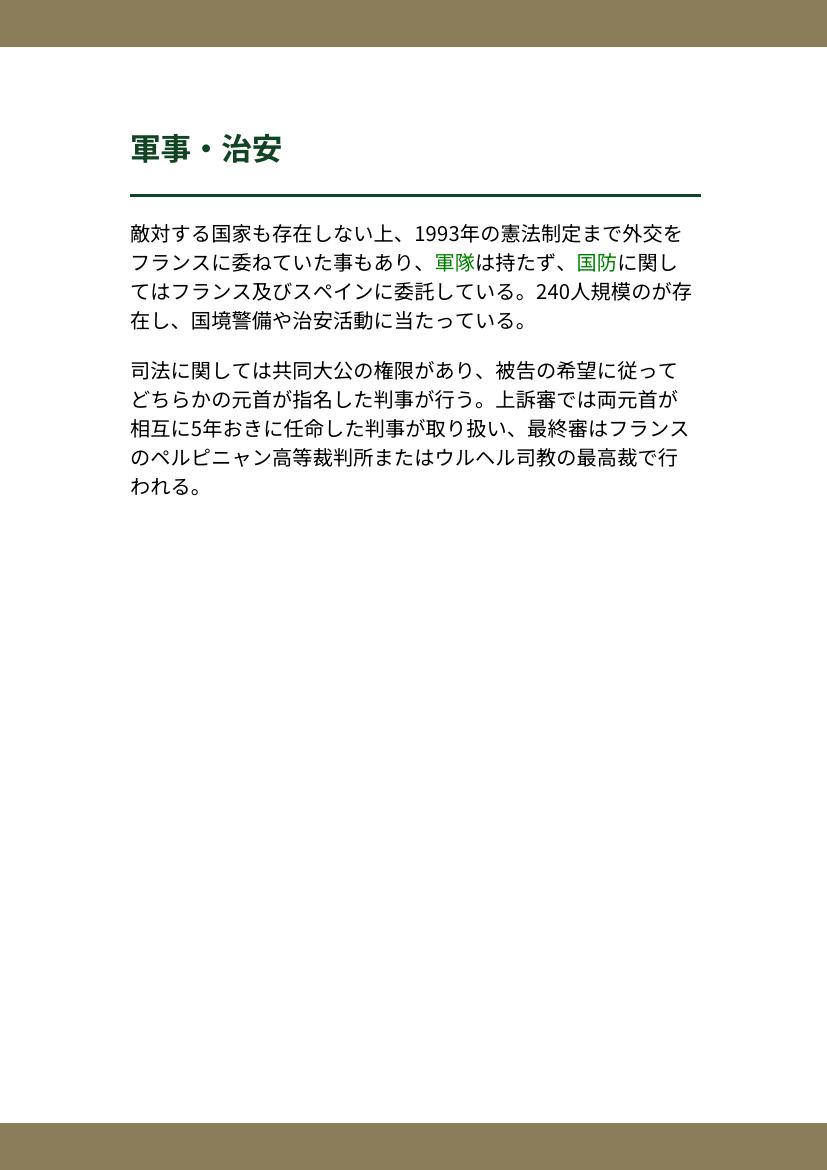 軍事・治安
敵対する国家も存在しない上、1993年の憲法制定まで外交を
フランスに委ねていた事もあり、軍隊は持たず、国防に関し
てはフランス及びスペインに委託している。240人規模のが存
在し、国境警備や治安活動に当たっている。
司法に関しては共同大公の権限があり、被告の希望に従って
どちらかの元首が指名した判事が行う。上訴審では両元首が
相互に5年おきに任命した判事が取り扱い、最終審はフランス
のペルピニャン高等裁判所またはウルヘル司教の最高裁で行
われる。